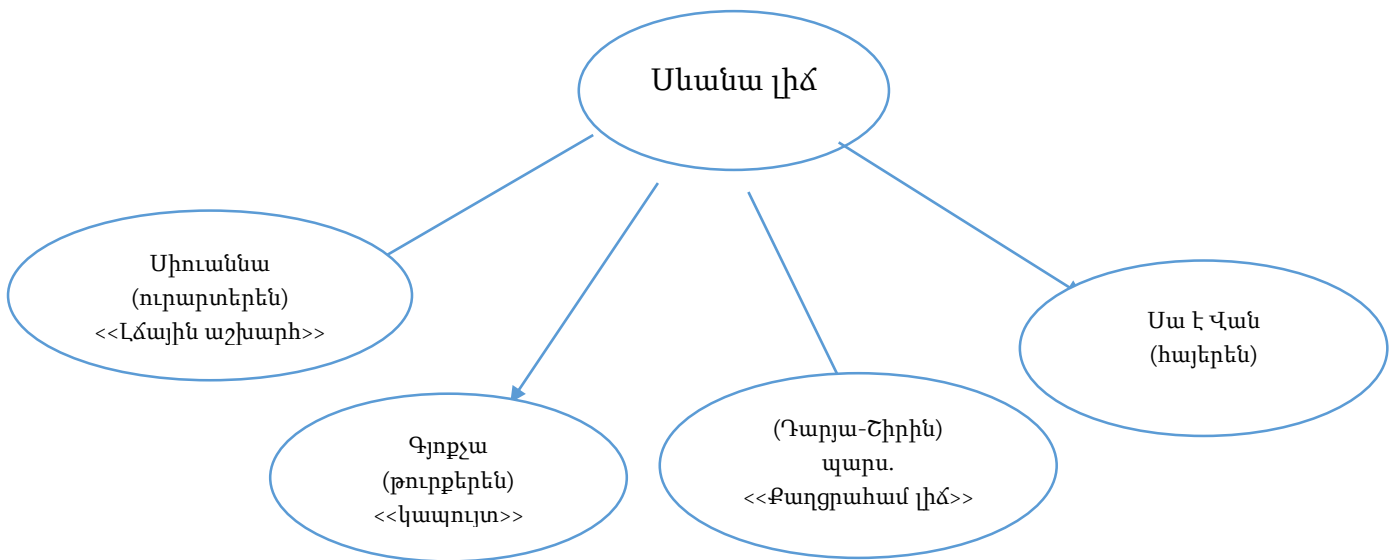 Սևանա լիճ
Սիուաննա
(ուրարտերեն)
<<Լճային աշխարհ>>
Գյոքչա
(թուրքերեն)
<<կապույտ>>
(Դարյա-Շիրին)
պարս.
<<Քաղցրահամ լիճ>>
Սա է Վան
(հայերեն)